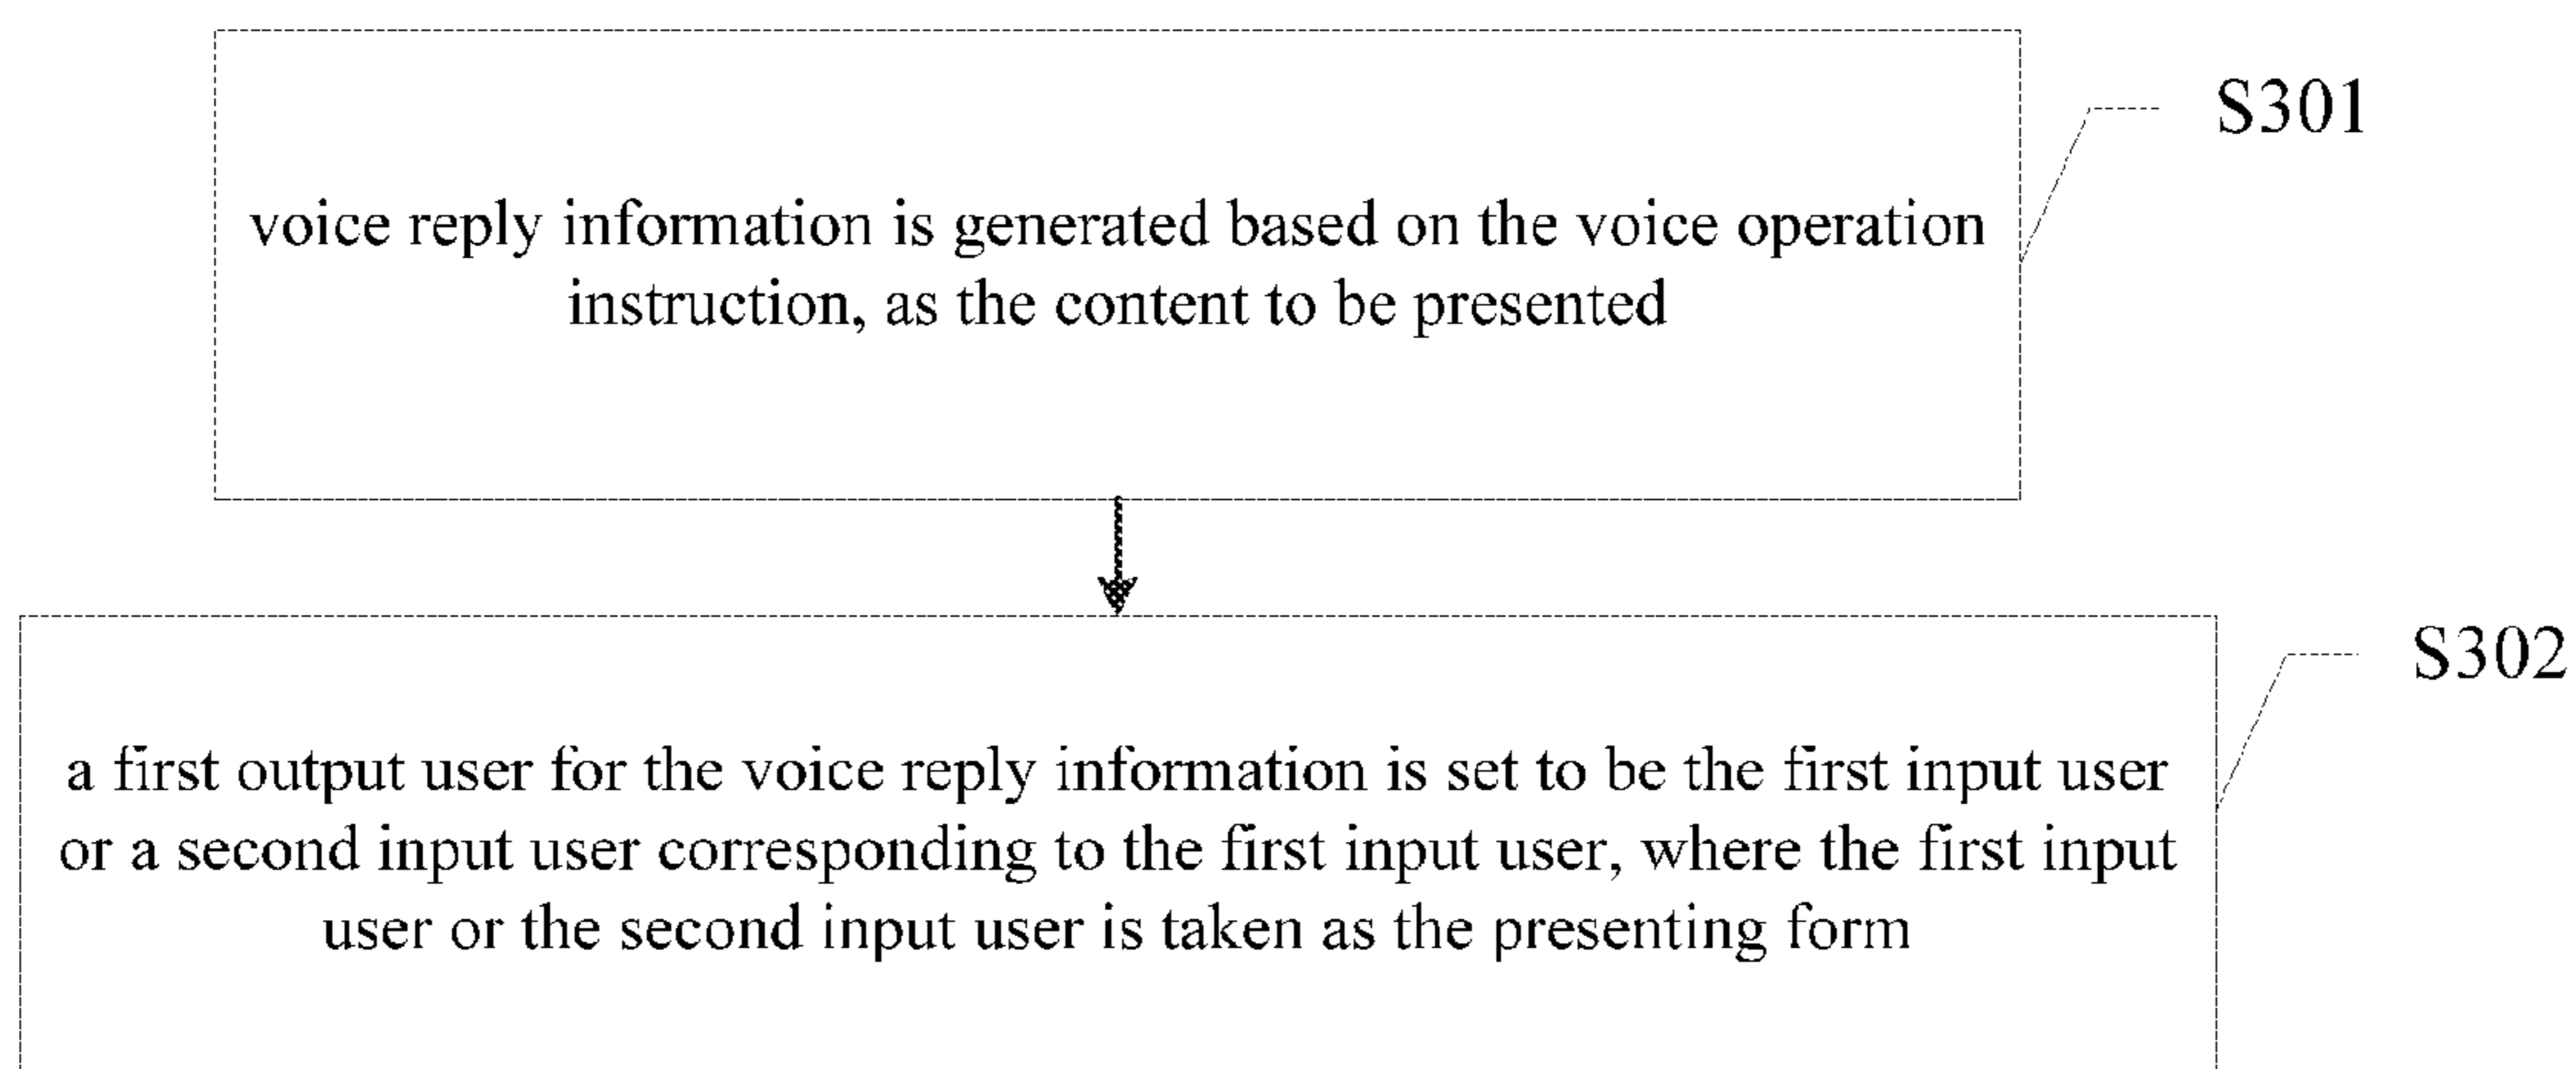 S301
voice reply information is generated based on the voice operation
instruction, as the content to be presented
S302
a first output user for the voice reply information is set to be the first input user
or a second input user corresponding to the first input user, where the first input
user or the second input user is taken as the presenting form